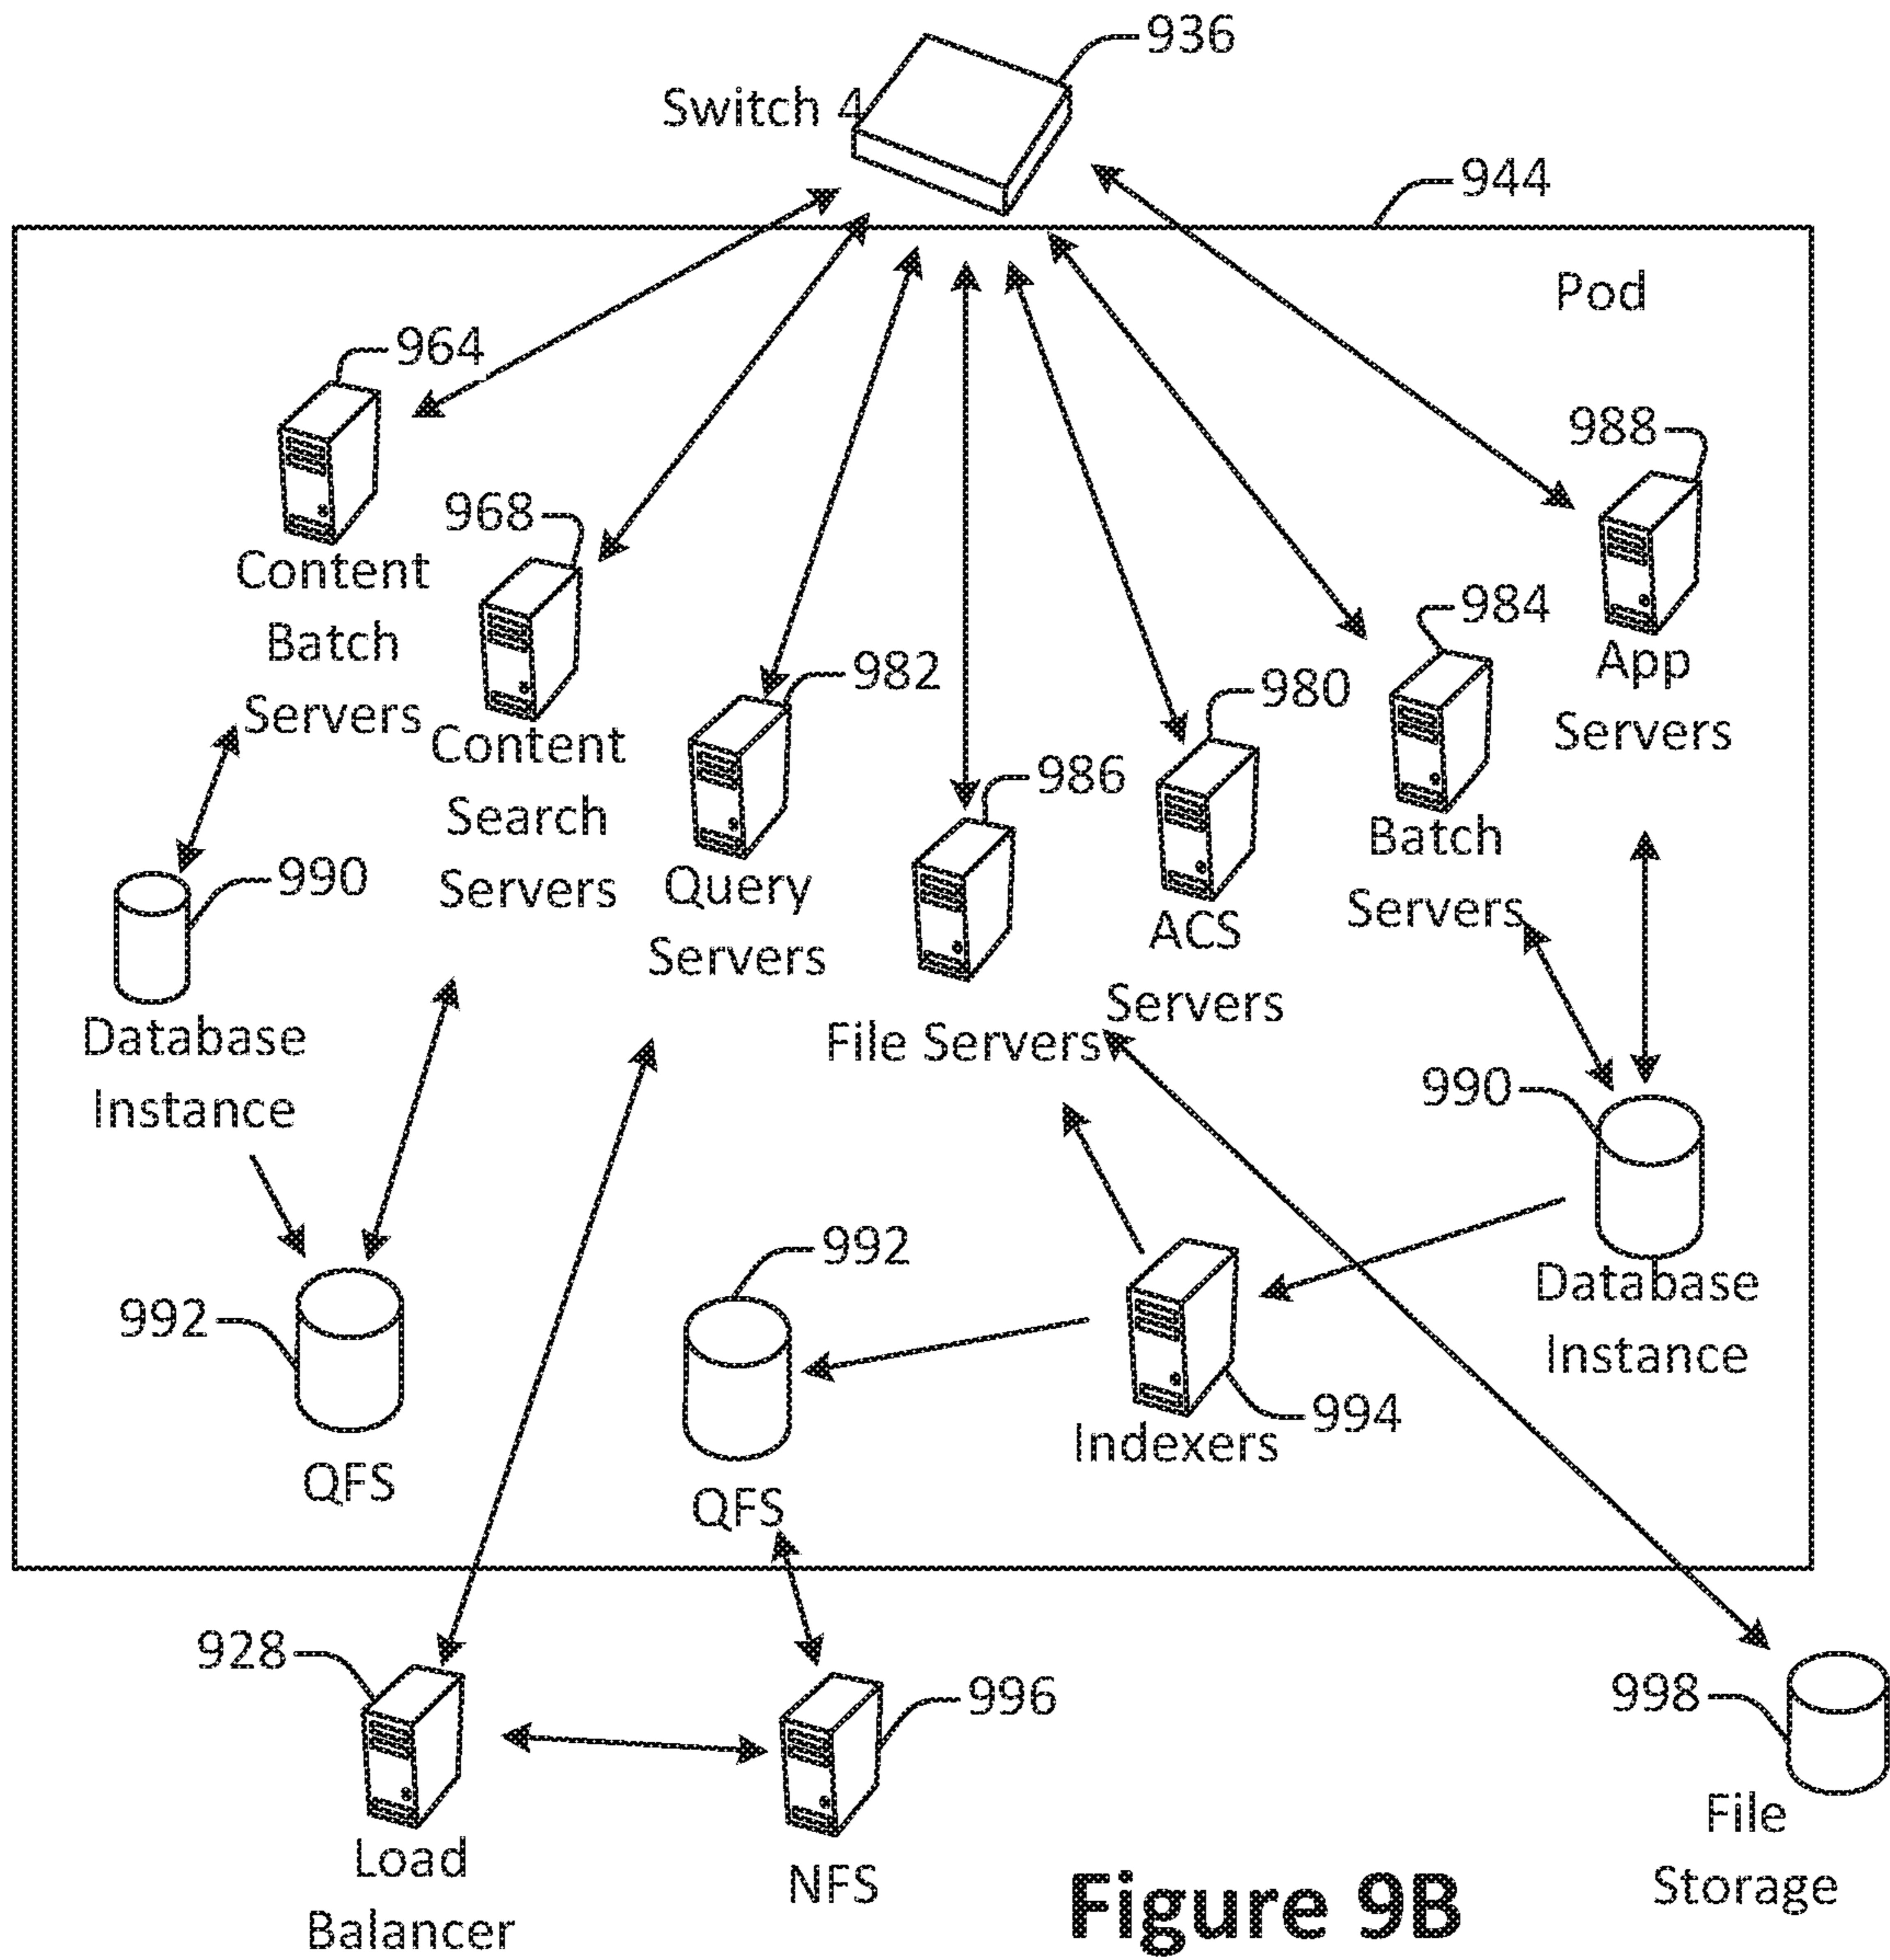 936
Switch 4
944
Pod
964
988
Content
Batch
Servers
968
984
App
Servers
982
980
Content
Search
Servers
986
Batch
Servers
990
Query
Servers
ACS
Servers
Database
Instance
File Servers
990
992
Database
Instance
992
994
Indexers
QFS
QFS
928
996
998
Load
Balancer
NFS
File
Storage
Figure 9B